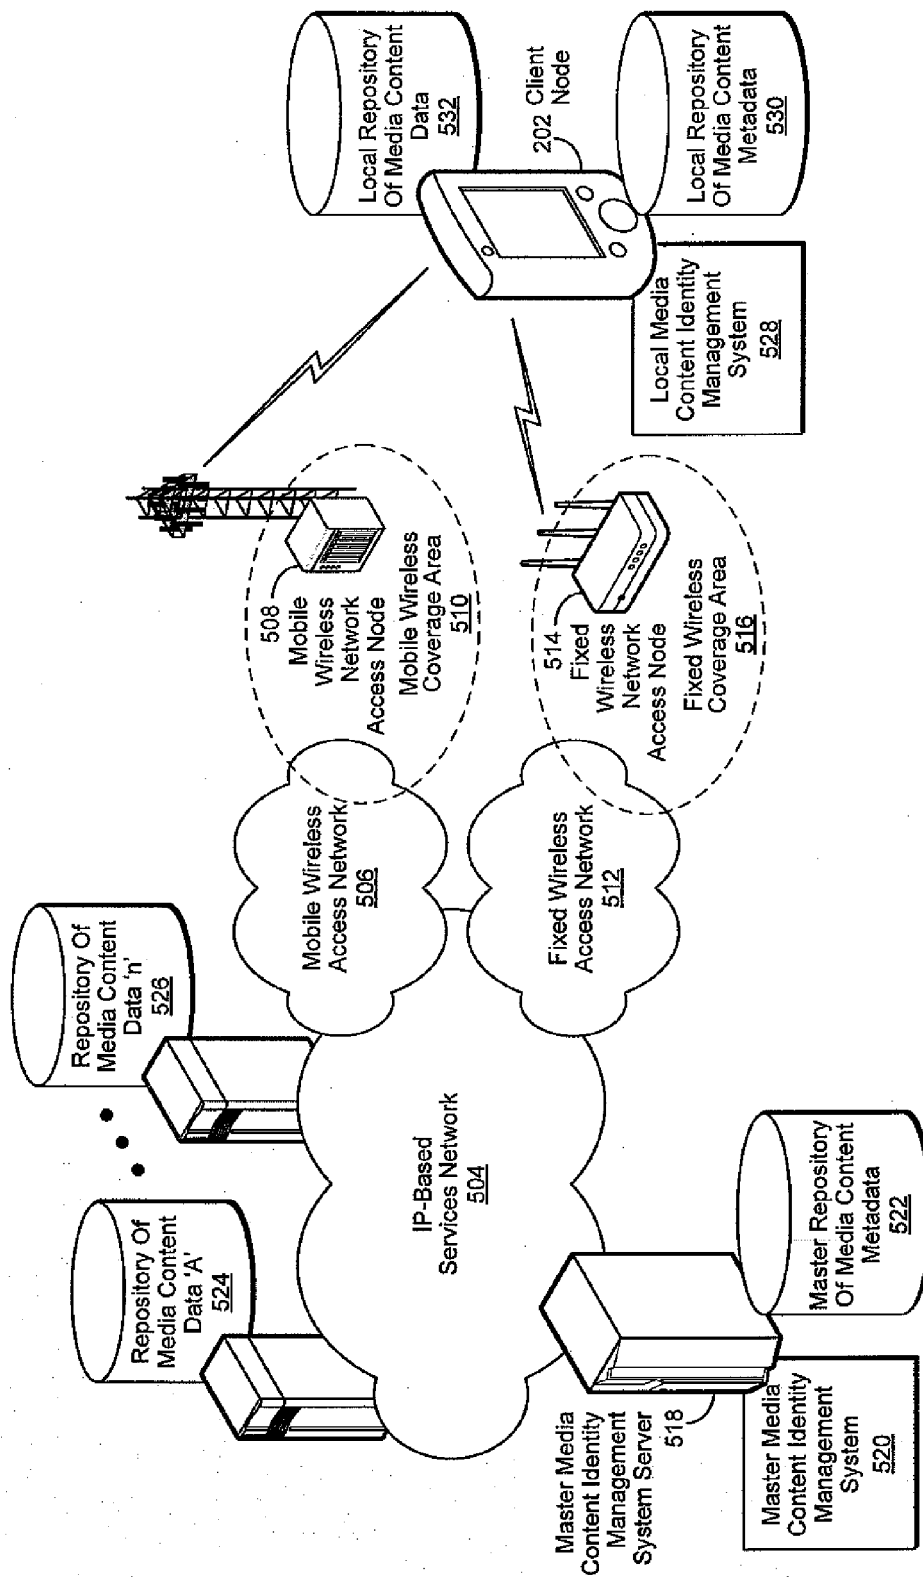 Repository Of
Media Content
Data 'A'
524
Repository Of
Media Content
Data 'n'
526
IP-Based
Services Network
504
Master Media
Content Identity
Management
System Server
518
Master Media
Content Identity
Management
System
520
Master Repository
Of Media Content
Metadata
522
Mobile Wireless
Access Network
506
Fixed Wireless
Access Network
512
508
Mobile
Wireless
Network
Access Node
Mobile Wireless
Coverage Area
510
514
Fixed
Wireless
Network
Access Node
Fixed Wireless
Coverage Area
516
Local Repository
Of Media Content
Data
532
202 Client
Node
Local Media
Content Identity
Management
System
528
Local Repository
Of Media Content
Metadata
530